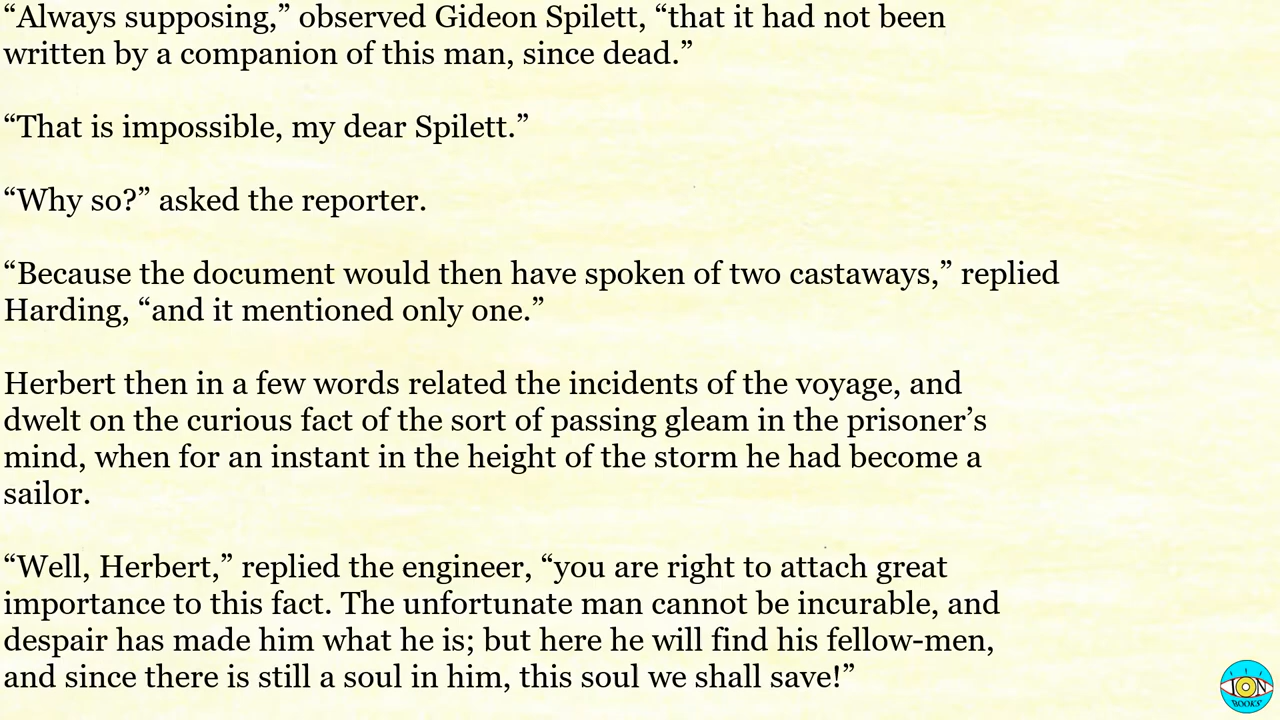 “Always supposing,” observed Gideon Spilett, “that it had not been
written by a companion of this man, since dead.”
“That is impossible, my dear Spilett.”
“Why so?” asked the reporter.
“Because the document would then have spoken of two castaways,” replied
Harding, “and it mentioned only one.”
Herbert then in a few words related the incidents of the voyage, and
dwelt on the curious fact of the sort of passing gleam in the prisoner’s
mind, when for an instant in the height of the storm he had become a
sailor.
“Well, Herbert,” replied the engineer, “you are right to attach great
importance to this fact. The unfortunate man cannot be incurable, and
despair has made him what he is; but here he will find his fellow-men,
and since there is still a soul in him, this soul we shall save!”
ION
BOOKS